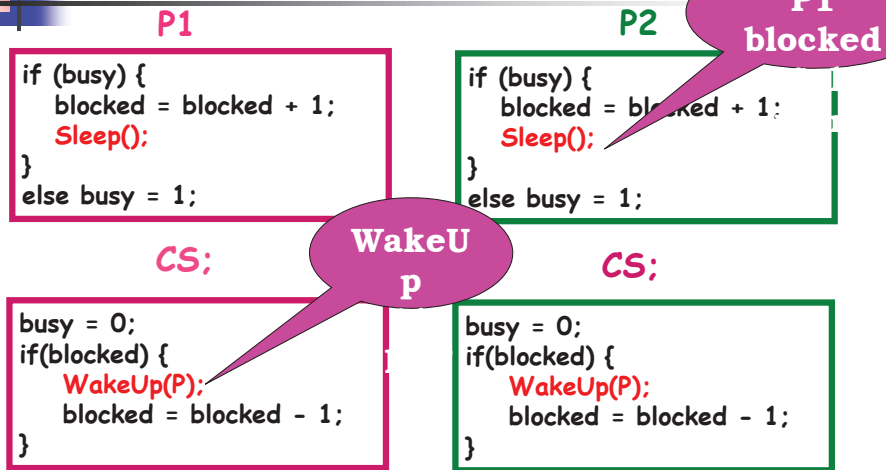 P1
if (busy) {
blocked = blocked + 1;
Sleep();
}
else busy = 1;
CS;
busy = 0;
if(blocked) {
WakeUp(P);
blocked = blocked - 1;
}
WakeU
p
P2
P1
blocked
if (busy) {
blocked = blocked + 1;
Sleep();
}
else busy = 1;
CS;
busy = 0;
if(blocked) {
WakeUp(P);
blocked = blocked - 1;
}